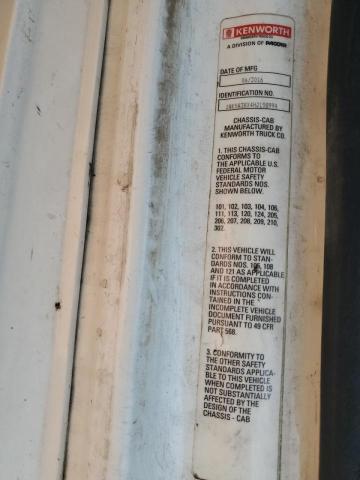 KENWORTH
A DIVISION OF PACCAR
DATE OF MFG
06/2016
IDENTIFICATION NO.
CHASSIS-CAB
MANUFACTURED BY
KENWORTH TRUCK CO.
1. THIS CHASSIS-CAB
CONFORMS TO
THE APPLICABLE U.S.
FEDERAL MOTOR
VEHICLE SAFETY
STANDARDS NOS.
SHOWN BELOW.
101, 102, 103, 104, 106,
111, 113, 120, 124, 205,
206, 207, 208, 209, 210,
302.
2. THIS VEHICLE WILL
CONFORM TO STAN-
DARDS NOS. 105, 108
AND 121 AS APPLICABLE
IF IT IS COMPLETED
IN ACCORDANCE WITH
INSTRUCTIONS CON-
TAINED IN THE
INCOMPLETE VEHICLE
DOCUMENT FURNISHED
PURSUANT TO 49 CFR
PART 568.
3. CONFORMITY TO
THE OTHER SAFETY
STANDARDS APPLICA-
BLE TO THIS VEHICLE
WHEN COMPLETED IS
NOT SUBSTANTIALLY
AFFECTED BY THE
DESIGN OF THE
CHASSIS - CAB